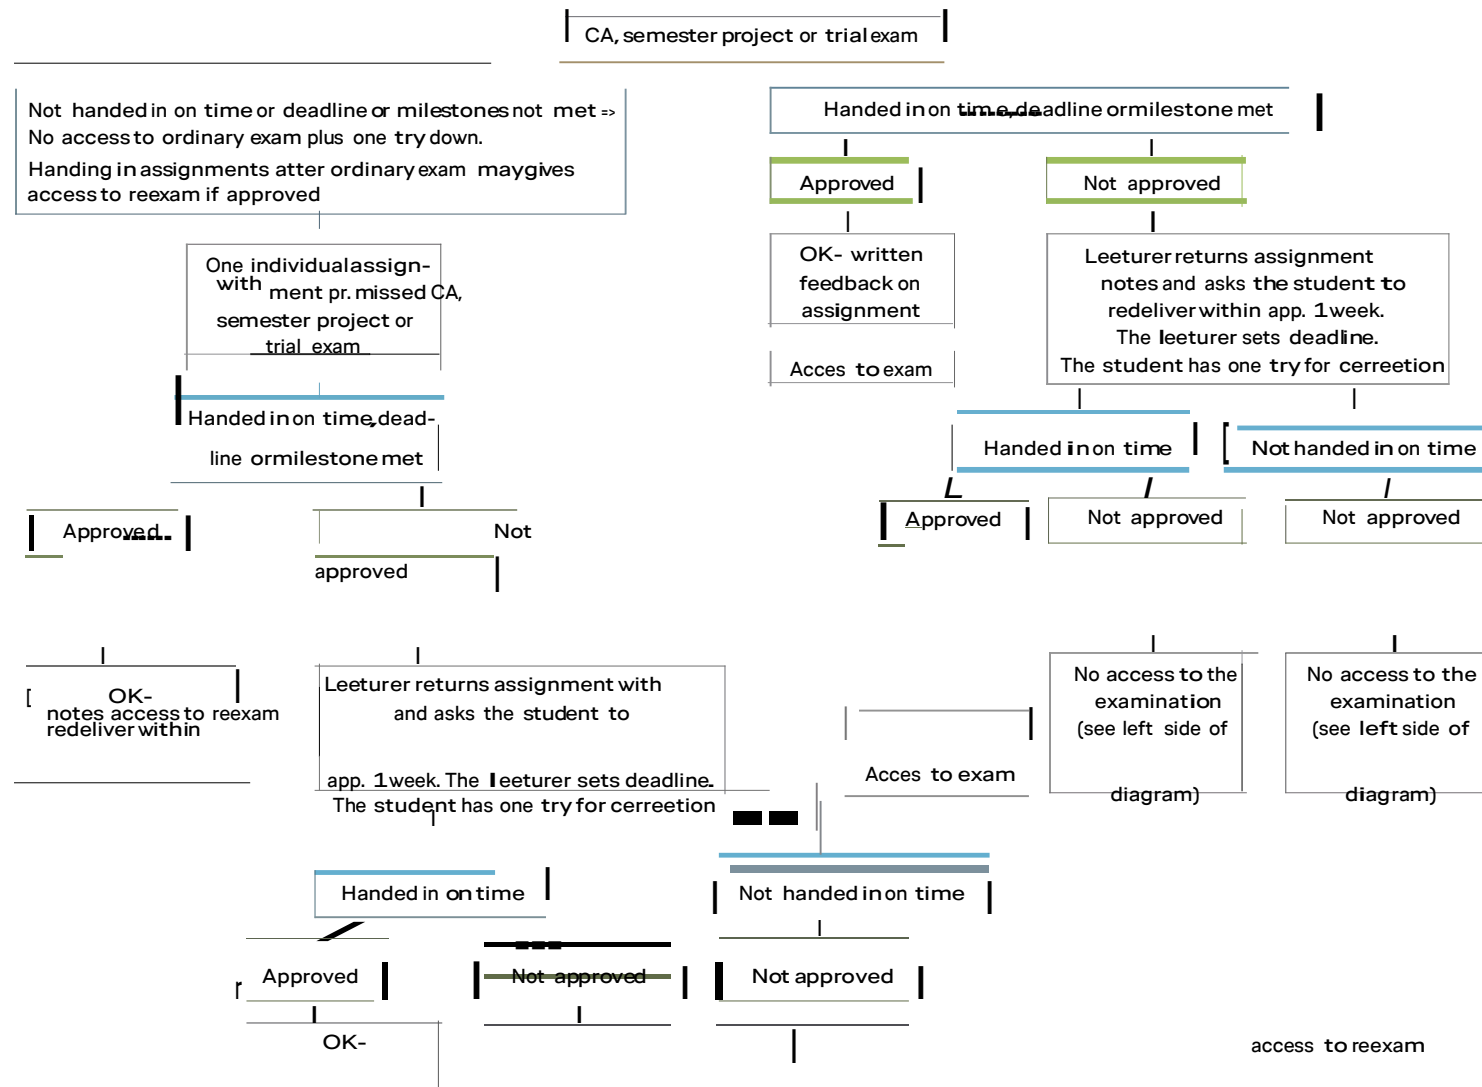 CA, semester project or trial exam
Not handed in on time or deadline or milestones not met =>
No access to ordinary exam plus one try down.
Handing in assignments atter ordinary exam may gives
access to reexam if approved
Handed in on time, deadline or milestone met
Approved
Not approved
One individual assign-
with ment pr. missed CA,
semester project or
trial exam
OK- written
feedback on
assignment
Acces to exam
Leeturer returns assignment
notes and asks the student to
redeliver within app. 1 week.
The leeturer sets deadline.
The student has one try for cerreetion
Handed in on time, dead-
line or milestone met
Handed in on time
Not handed in on time
Approved
Not
approved
Approved
Not approved
Not approved
OK-
notes access to reexam
redeliver within
Leeturer returns assignment with
and asks the student to
app. 1 week. The leeturer sets deadline.
The student has one try for cerreetion
Acces to exam
No access to the
examination
(see left side of
diagram)
No access to the
examination
(see left side of
diagram)
Handed in on time
Not handed in on time
Approved
Not approved
Not approved
OK-
access to reexam